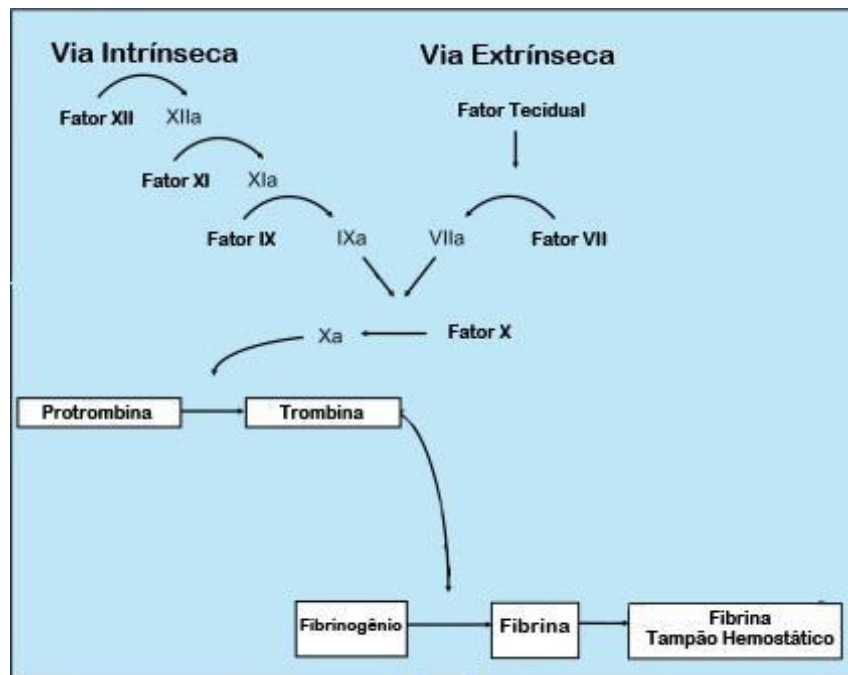 Via Intrínseca
Via Extrínseca
Fator XII
XIIa
Fator Tecidual
Fator XI
XIa
Fator IX
IXa
VIIa
Fator VII
Xa
Fator X
Protrombina
Trombina
Fibrinogênio
Fibrina
Fibrina
Tampão Hemostático